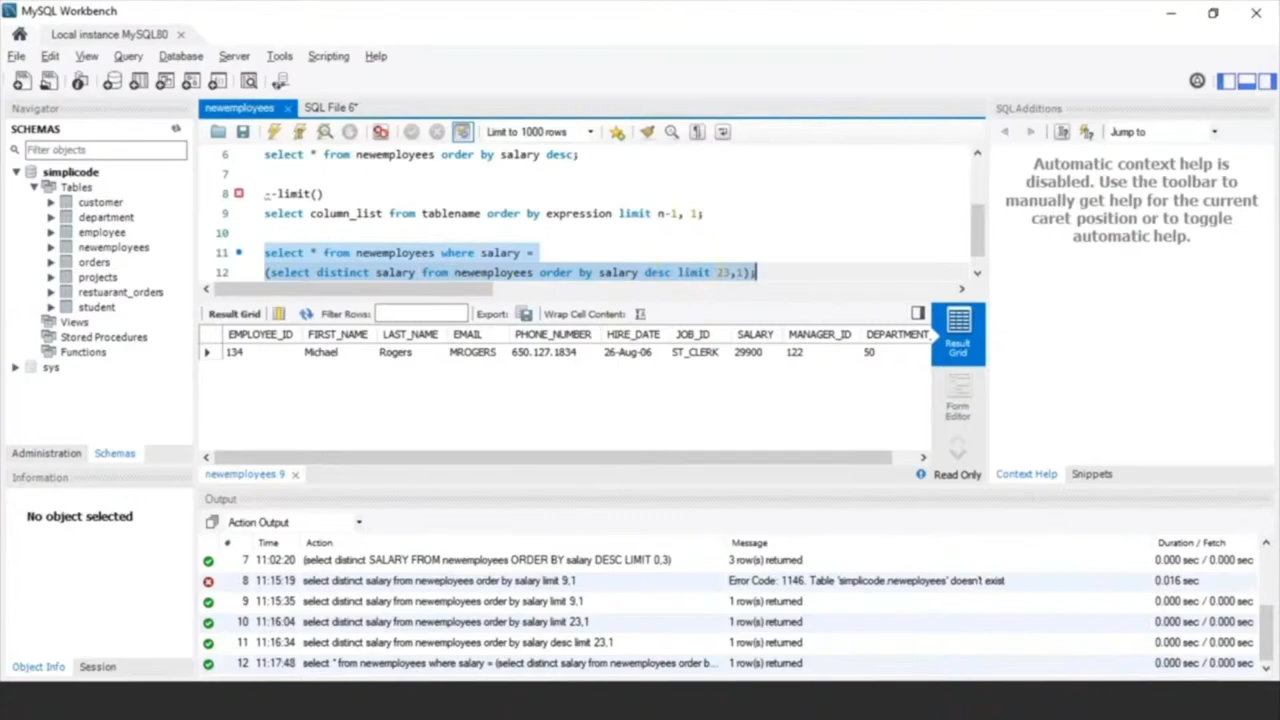 MySQL Workbench
Local instance MySQL80
File Edit View Query Database Server Tools Scripting Help
Navigator
SCHEMAS
Filter objects
simplicode
Tables
customer
department
employee
newemployees
orders
projects
restuarant_orders
student
Views
Stored Procedures
Functions
sys
Administration Schemas
Information
No object selected
Object Info Session
newemployees SQL File 6*
Limit to 1000 rows
6 select * from newemployees order by salary desc;
7
8 --limit()
9 select column_list from tablename order by expression limit n-1, 1;
10
11 select * from newemployees where salary =
12 (select distinct salary from newemployees order by salary desc limit 23,1);
Result Grid Filter Rows: Export: Wrap Cell Content:
EMPLOYEE_ID FIRST_NAME LAST_NAME EMAIL PHONE_NUMBER HIRE_DATE JOB_ID SALARY MANAGER_ID DEPARTMENT_
134 Michael Rogers MROGERS 650.127.1834 26-Aug-06 ST_CLERK 29900 122 50
Result Grid
Form Editor
newemployees 9
Read Only
SQLAdditions
Jump to
Automatic context help is
disabled. Use the toolbar to
manually get help for the current
caret position or to toggle
automatic help.
Context Help Snippets
Output
Action Output
# Time Action Message Duration / Fetch
7 11:02:20 (select distinct SALARY FROM newemployees ORDER BY salary DESC LIMIT 0,3) 3 row(s) returned 0.000 sec / 0.000 sec
8 11:15:19 select distinct salary from neweployees order by salary limit 9,1 Error Code: 1146. Table 'simplicode.neweployees' doesn't exist 0.016 sec
9 11:15:35 select distinct salary from newemployees order by salary limit 9,1 1 row(s) returned 0.000 sec / 0.000 sec
10 11:16:04 select distinct salary from newemployees order by salary limit 23,1 1 row(s) returned 0.000 sec / 0.000 sec
11 11:16:34 select distinct salary from newemployees order by salary desc limit 23,1 1 row(s) returned 0.000 sec / 0.000 sec
12 11:17:48 select * from newemployees where salary = (select distinct salary from newemployees order b... 1 row(s) returned 0.000 sec / 0.000 sec